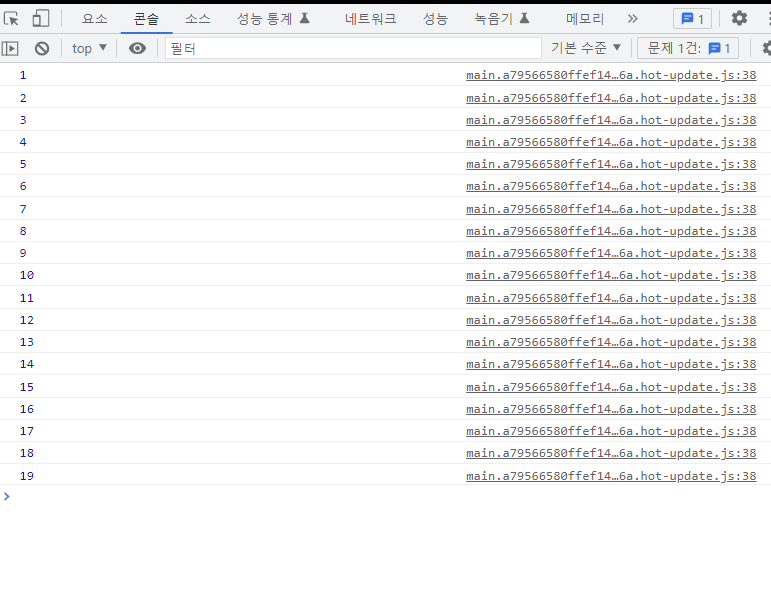 요소 콘솔 소스 성능 통계 네트워크 성능 녹음기 메모리 » 1
top ▼ 필터 기본 수준 ▼ 문제 1건: 1
1 main.a79566580ffef14…6a.hot-update.js:38
2 main.a79566580ffef14…6a.hot-update.js:38
3 main.a79566580ffef14…6a.hot-update.js:38
4 main.a79566580ffef14…6a.hot-update.js:38
5 main.a79566580ffef14…6a.hot-update.js:38
6 main.a79566580ffef14…6a.hot-update.js:38
7 main.a79566580ffef14…6a.hot-update.js:38
8 main.a79566580ffef14…6a.hot-update.js:38
9 main.a79566580ffef14…6a.hot-update.js:38
10 main.a79566580ffef14…6a.hot-update.js:38
11 main.a79566580ffef14…6a.hot-update.js:38
12 main.a79566580ffef14…6a.hot-update.js:38
13 main.a79566580ffef14…6a.hot-update.js:38
14 main.a79566580ffef14…6a.hot-update.js:38
15 main.a79566580ffef14…6a.hot-update.js:38
16 main.a79566580ffef14…6a.hot-update.js:38
17 main.a79566580ffef14…6a.hot-update.js:38
18 main.a79566580ffef14…6a.hot-update.js:38
19 main.a79566580ffef14…6a.hot-update.js:38